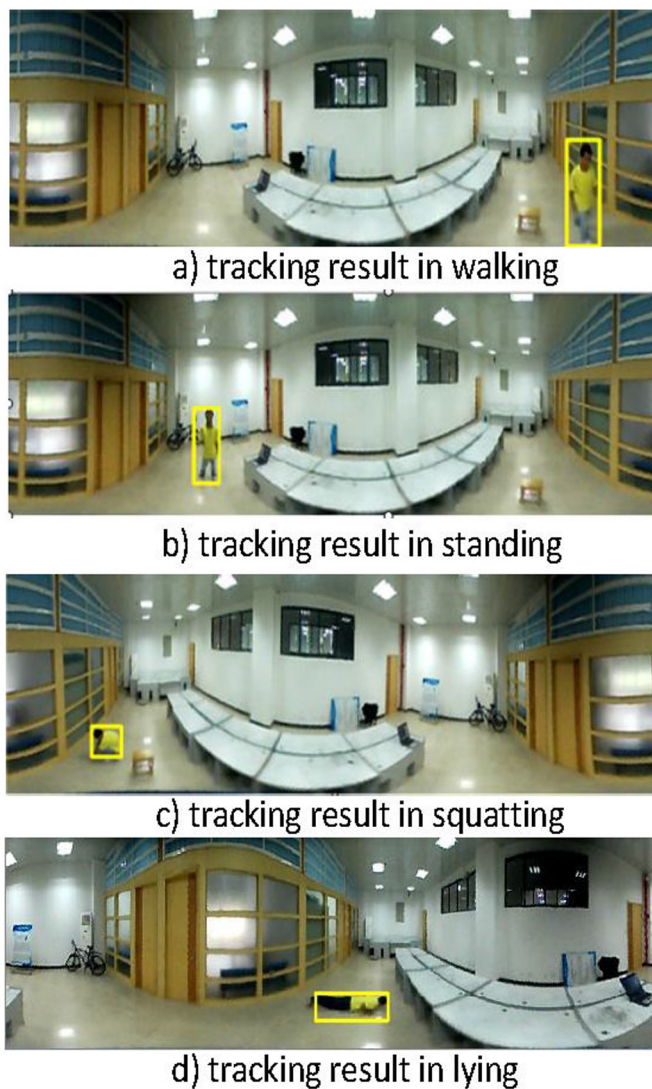 a) tracking result in walking
b) tracking result in standing
c) tracking result in squatting
d) tracking result in lying